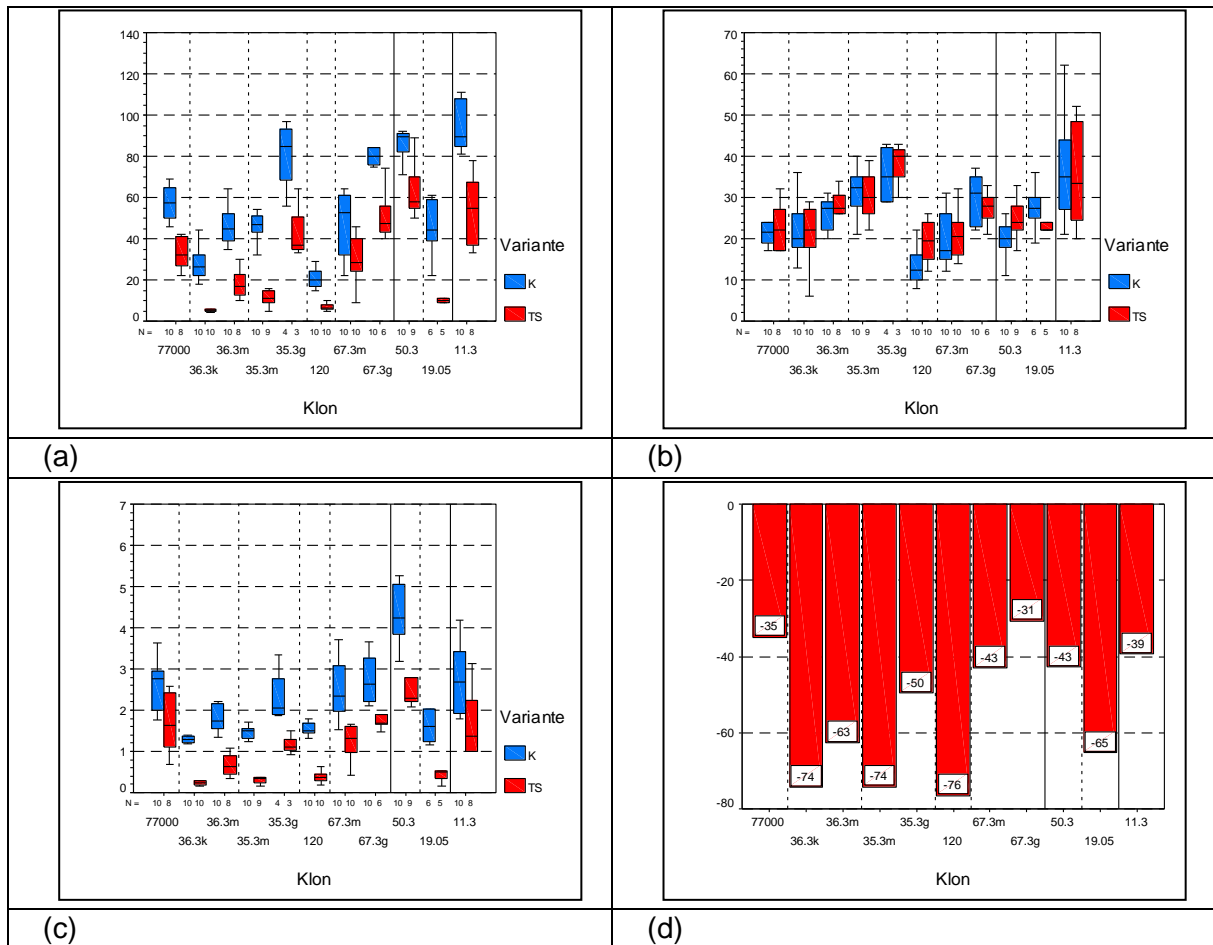 140
120
100
80
60
40
20
0
N = 10 8 10 10 10 8 10 9 4 3 10 10 10 10 10 6 10 9 6 5 10 8
77000 36.3m 35.3g 67.3m 50.3 11.3
36.3k 35.3m 120 67.3g 19.05
Klon
Variante
K
TS
(a)
70
60
50
40
30
20
10
0
N = 10 8 10 10 10 8 10 9 4 3 10 10 10 10 10 6 10 9 6 5 10 8
77000 36.3m 35.3g 67.3m 50.3 11.3
36.3k 35.3m 120 67.3g 19.05
Klon
Variante
K
TS
(b)
7
6
5
4
3
2
1
0
N = 10 8 10 10 10 8 10 9 4 3 10 10 10 10 10 6 10 9 6 5 10 8
77000 36.3m 35.3g 67.3m 50.3 11.3
36.3k 35.3m 120 67.3g 19.05
Klon
Variante
K
TS
(c)
0
-20
-40
-60
-80
-35
-74
-63
-74
-50
-76
-43
-31
-43
-65
-39
77000 36.3m 35.3g 67.3m 50.3 11.3
36.3k 35.3m 120 67.3g 19.05
Klon
(d)